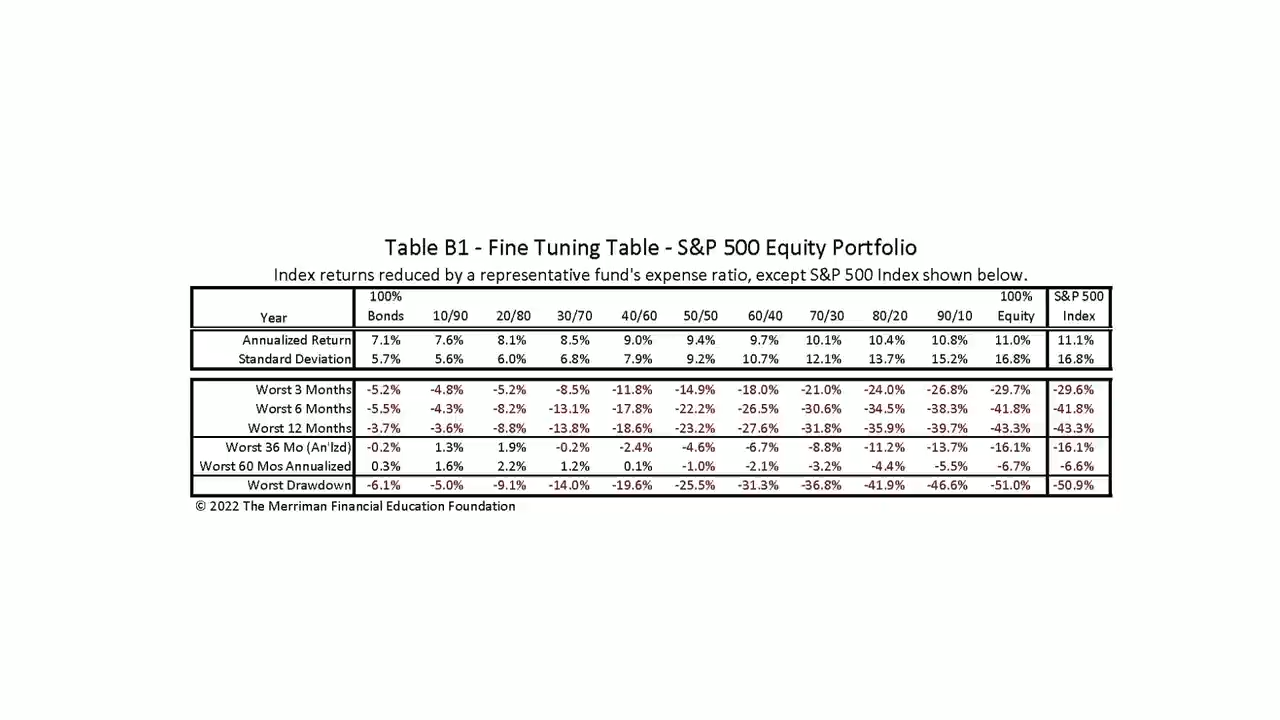 Table B1 - Fine Tuning Table - S&P 500 Equity Portfolio
Index returns reduced by a representative fund's expense ratio, except S&P 500 Index shown below.
100% 100% S&P 500
Year Bonds 10/90 20/80 30/70 40/60 50/50 60/40 70/30 80/20 90/10 Equity Index
Annualized Return 7.1% 7.6% 8.1% 8.5% 9.0% 9.4% 9.7% 10.1% 10.4% 10.8% 11.0% 11.1%
Standard Deviation 5.7% 5.6% 6.0% 6.8% 7.9% 9.2% 10.7% 12.1% 13.7% 15.2% 16.8% 16.8%
Worst 3 Months -5.2% -4.8% -5.2% -8.5% -11.8% -14.9% -18.0% -21.0% -24.0% -26.8% -29.7% -29.6%
Worst 6 Months -5.5% -4.3% -8.2% -13.1% -17.8% -22.2% -26.5% -30.6% -34.5% -38.3% -41.8% -41.8%
Worst 12 Months -3.7% -3.6% -8.8% -13.8% -18.6% -23.2% -27.6% -31.8% -35.9% -39.7% -43.3% -43.3%
Worst 36 Mo (An'lzd) -0.2% 1.3% 1.9% -0.2% -2.4% -4.6% -6.7% -8.8% -11.2% -13.7% -16.1% -16.1%
Worst 60 Mos Annualized 0.3% 1.6% 2.2% 1.2% 0.1% -1.0% -2.1% -3.2% -4.4% -5.5% -6.7% -6.6%
Worst Drawdown -6.1% -5.0% -9.1% -14.0% -19.6% -25.5% -31.3% -36.8% -41.9% -46.6% -51.0% -50.9%
© 2022 The Merriman Financial Education Foundation